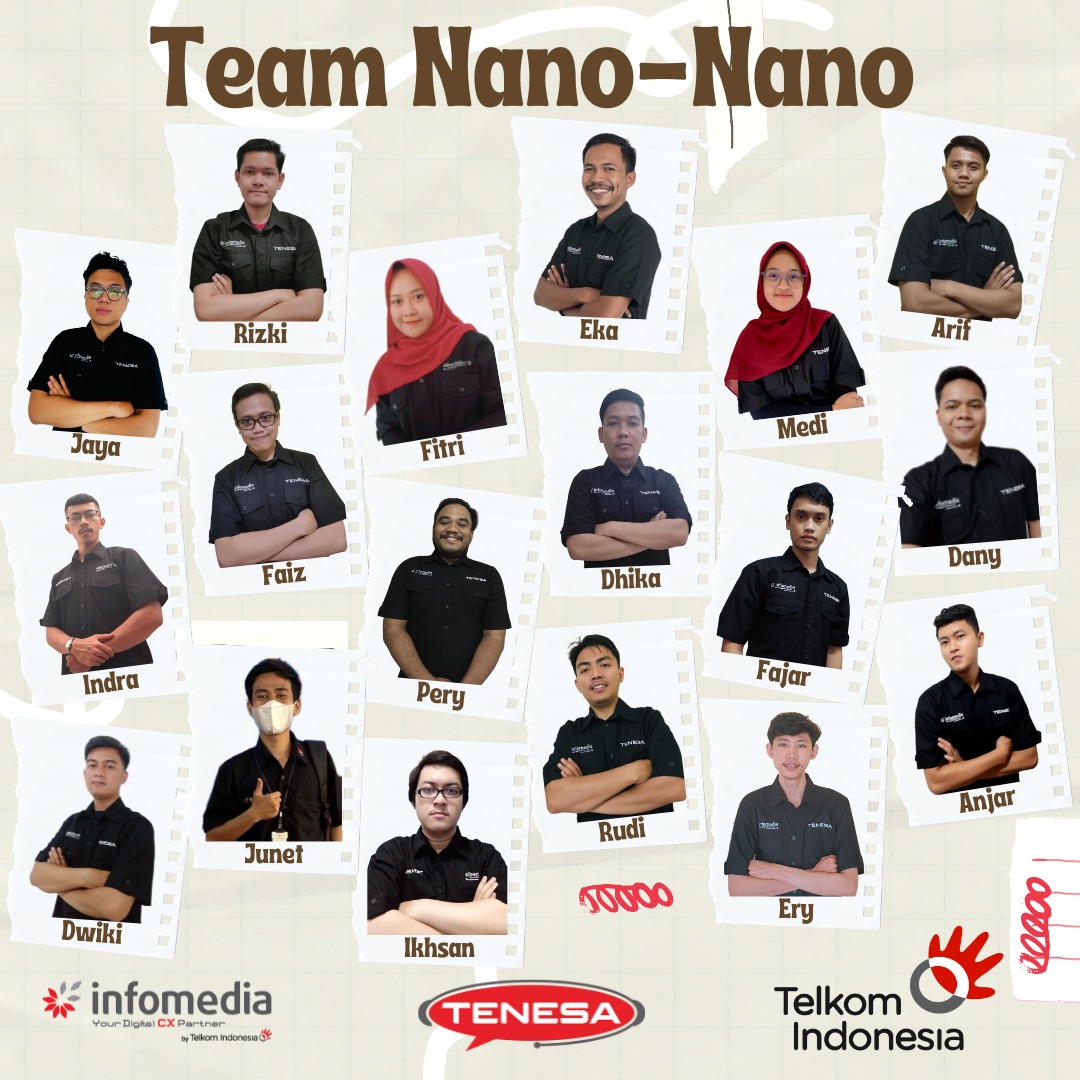 Team Nano-Nano
Rizki
Eka
Arif
Jaya
Fitri
Medi
Faiz
Dhika
Dany
Indra
Pery
Fajar
Junet
Rudi
Anjar
Dwiki
Ikhsan
Ery
infomedia
Your Digital CX Partner
by Telkom Indonesia
TENESA
Telkom
Indonesia